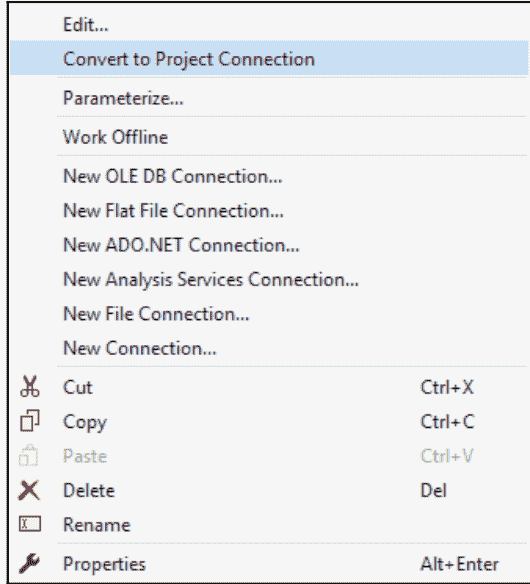 Edit...
Convert to Project Connection
Parameterize...
Work Offline
New OLE DB Connection...
New Flat File Connection...
New ADO.NET Connection...
New Analysis Services Connection...
New File Connection...
New Connection...
Cut Ctrl+X
Copy Ctrl+C
Paste Ctrl+V
Delete Del
Rename
Properties Alt+Enter